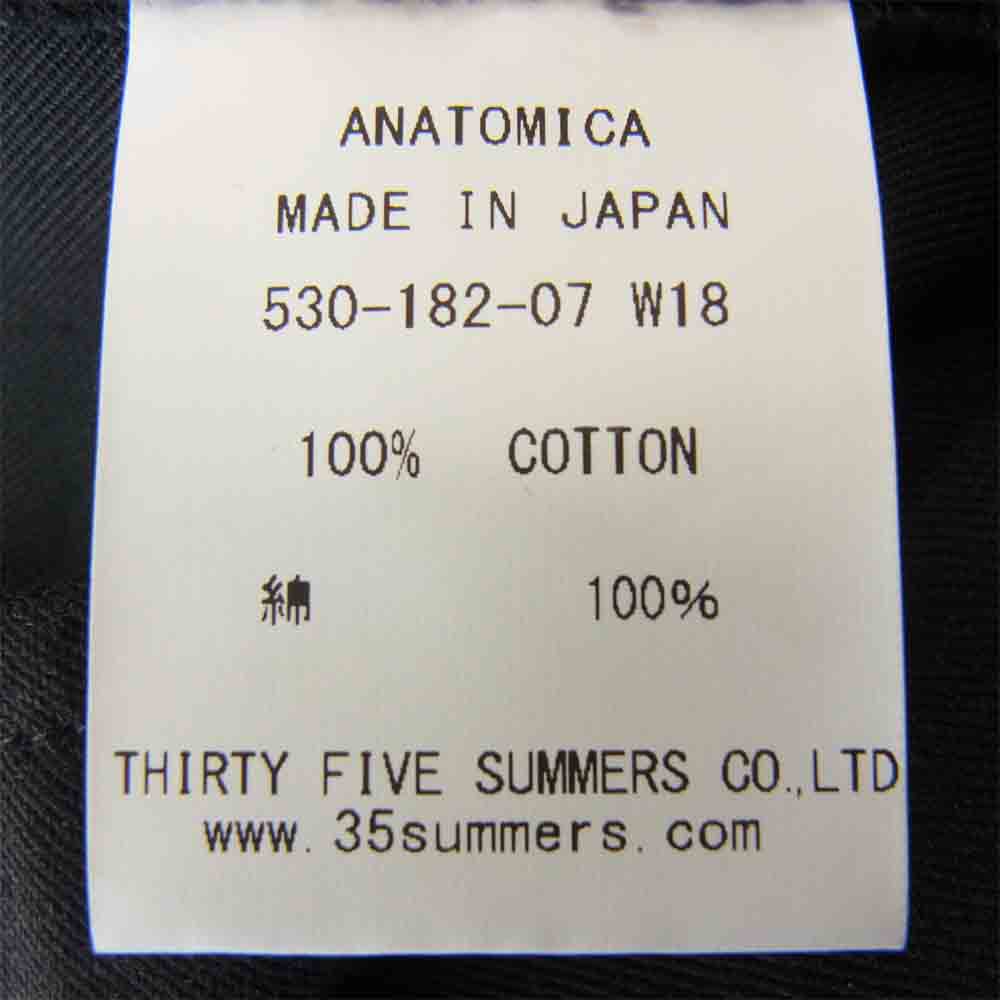 ANATOMICA
MADE IN JAPAN
530-182-07 W18
100% COTTON
綿 100%
THIRTY FIVE SUMMERS CO.,LTD
www.35summers.com